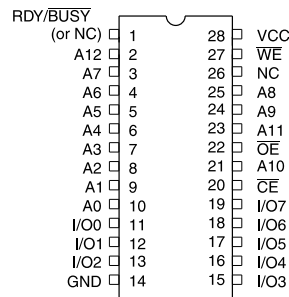 RDY/BUSY
(or NC) 1 28 VCC
A12 2 27 WE
A7 3 26 NC
A6 4 25 A8
A5 5 24 A9
A4 6 23 A11
A3 7 22 OE
A2 8 21 A10
A1 9 20 CE
A0 10 19 I/O7
I/O0 11 18 I/O6
I/O1 12 17 I/O5
I/O2 13 16 I/O4
GND 14 15 I/O3